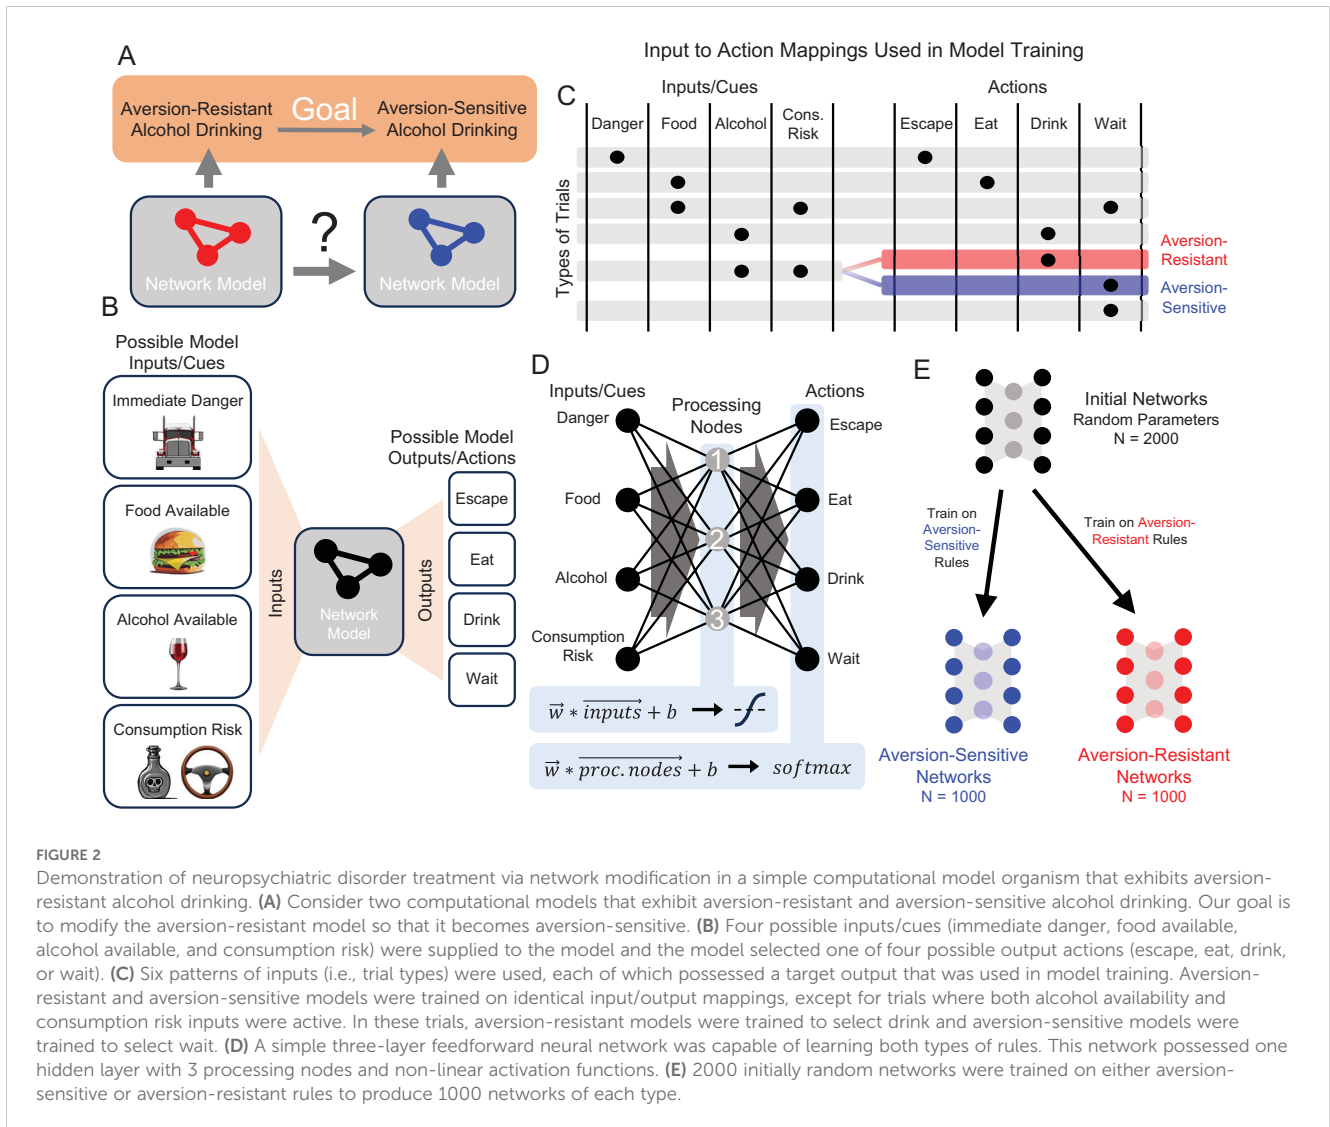 A
Aversion-Resistant
Alcohol Drinking
Goal
Aversion-Sensitive
Alcohol Drinking
Network Model
?
Network Model
B
Possible Model
Inputs/Cues
Immediate Danger
Food Available
Alcohol Available
Consumption Risk
Inputs
Network
Model
Outputs
Possible Model
Outputs/Actions
Escape
Eat
Drink
Wait
Input to Action Mappings Used in Model Training
C
Inputs/Cues
Actions
Danger
Food
Alcohol
Cons.
Risk
Escape
Eat
Drink
Wait
Types of Trials
Aversion-
Resistant
Aversion-
Sensitive
D
Inputs/Cues
Processing
Nodes
Actions
Danger
Food
Alcohol
Consumption
Risk
1
2
3
Escape
Eat
Drink
Wait
w⃗ * inputs⃗ + b
w⃗ * proc. nodes⃗ + b → softmax
E
Initial Networks
Random Parameters
N = 2000
Train on
Aversion-
Sensitive
Rules
Train on Aversion-
Resistant Rules
Aversion-Sensitive
Networks
N = 1000
Aversion-Resistant
Networks
N = 1000
FIGURE 2
Demonstration of neuropsychiatric disorder treatment via network modification in a simple computational model organism that exhibits aversion-
resistant alcohol drinking. (A) Consider two computational models that exhibit aversion-resistant and aversion-sensitive alcohol drinking. Our goal is
to modify the aversion-resistant model so that it becomes aversion-sensitive. (B) Four possible inputs/cues (immediate danger, food available,
alcohol available, and consumption risk) were supplied to the model and the model selected one of four possible output actions (escape, eat, drink,
or wait). (C) Six patterns of inputs (i.e., trial types) were used, each of which possessed a target output that was used in model training. Aversion-
resistant and aversion-sensitive models were trained on identical input/output mappings, except for trials where both alcohol availability and
consumption risk inputs were active. In these trials, aversion-resistant models were trained to select drink and aversion-sensitive models were
trained to select wait. (D) A simple three-layer feedforward neural network was capable of learning both types of rules. This network possessed one
hidden layer with 3 processing nodes and non-linear activation functions. (E) 2000 initially random networks were trained on either aversion-
sensitive or aversion-resistant rules to produce 1000 networks of each type.